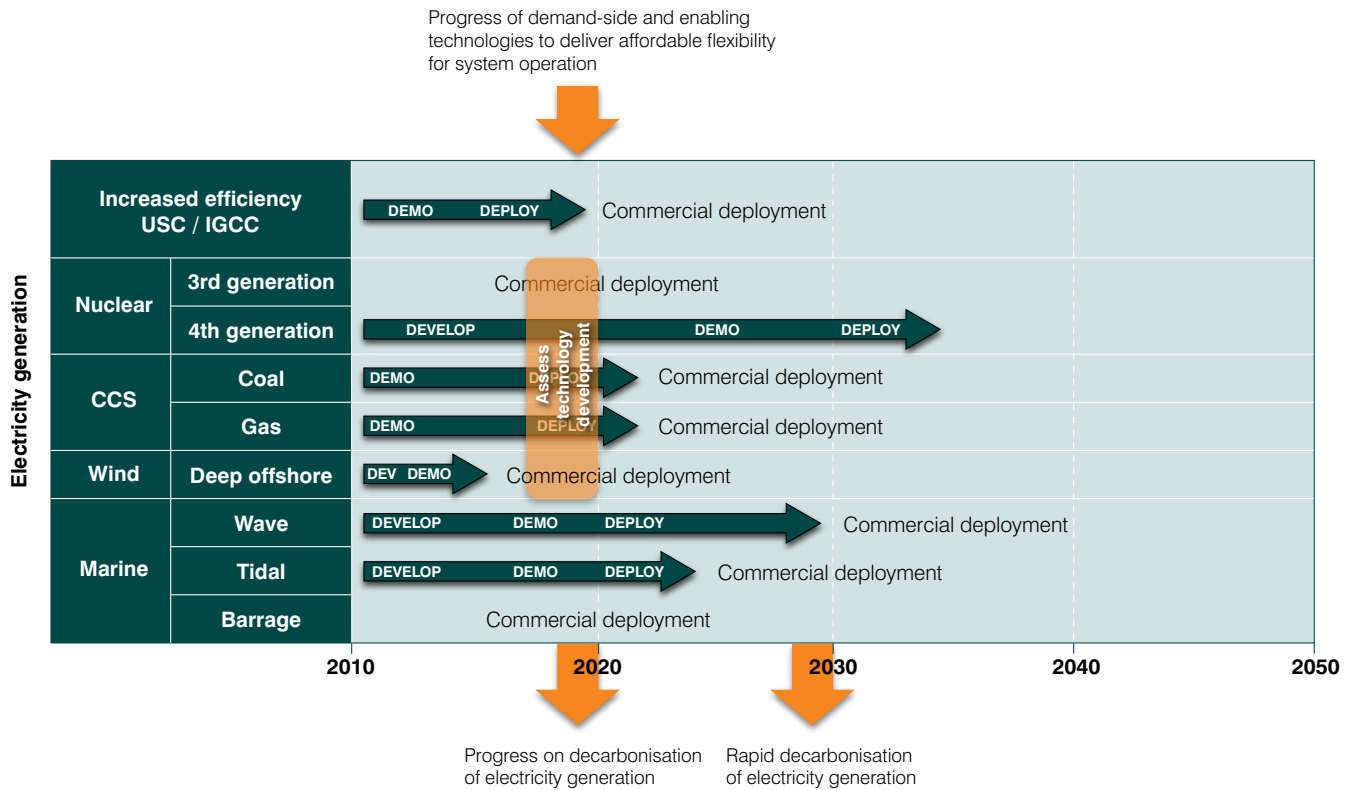 Progress of demand-side and enabling
technologies to deliver affordable flexibility
for system operation
Electricity generation
Increased efficiency
USC / IGCC
DEMO DEPLOY Commercial deployment
Nuclear
3rd generation
Commercial deployment
4th generation
DEVELOP DEMO DEPLOY
Assess
technology
development
CCS
Coal
DEMO DEPLOY Commercial deployment
Gas
DEMO DEPLOY Commercial deployment
Wind
Deep offshore
DEV DEMO Commercial deployment
Marine
Wave
DEVELOP DEMO DEPLOY Commercial deployment
Tidal
DEVELOP DEMO DEPLOY Commercial deployment
Barrage
Commercial deployment
2010 2020 2030 2040 2050
Progress on decarbonisation
of electricity generation
Rapid decarbonisation
of electricity generation